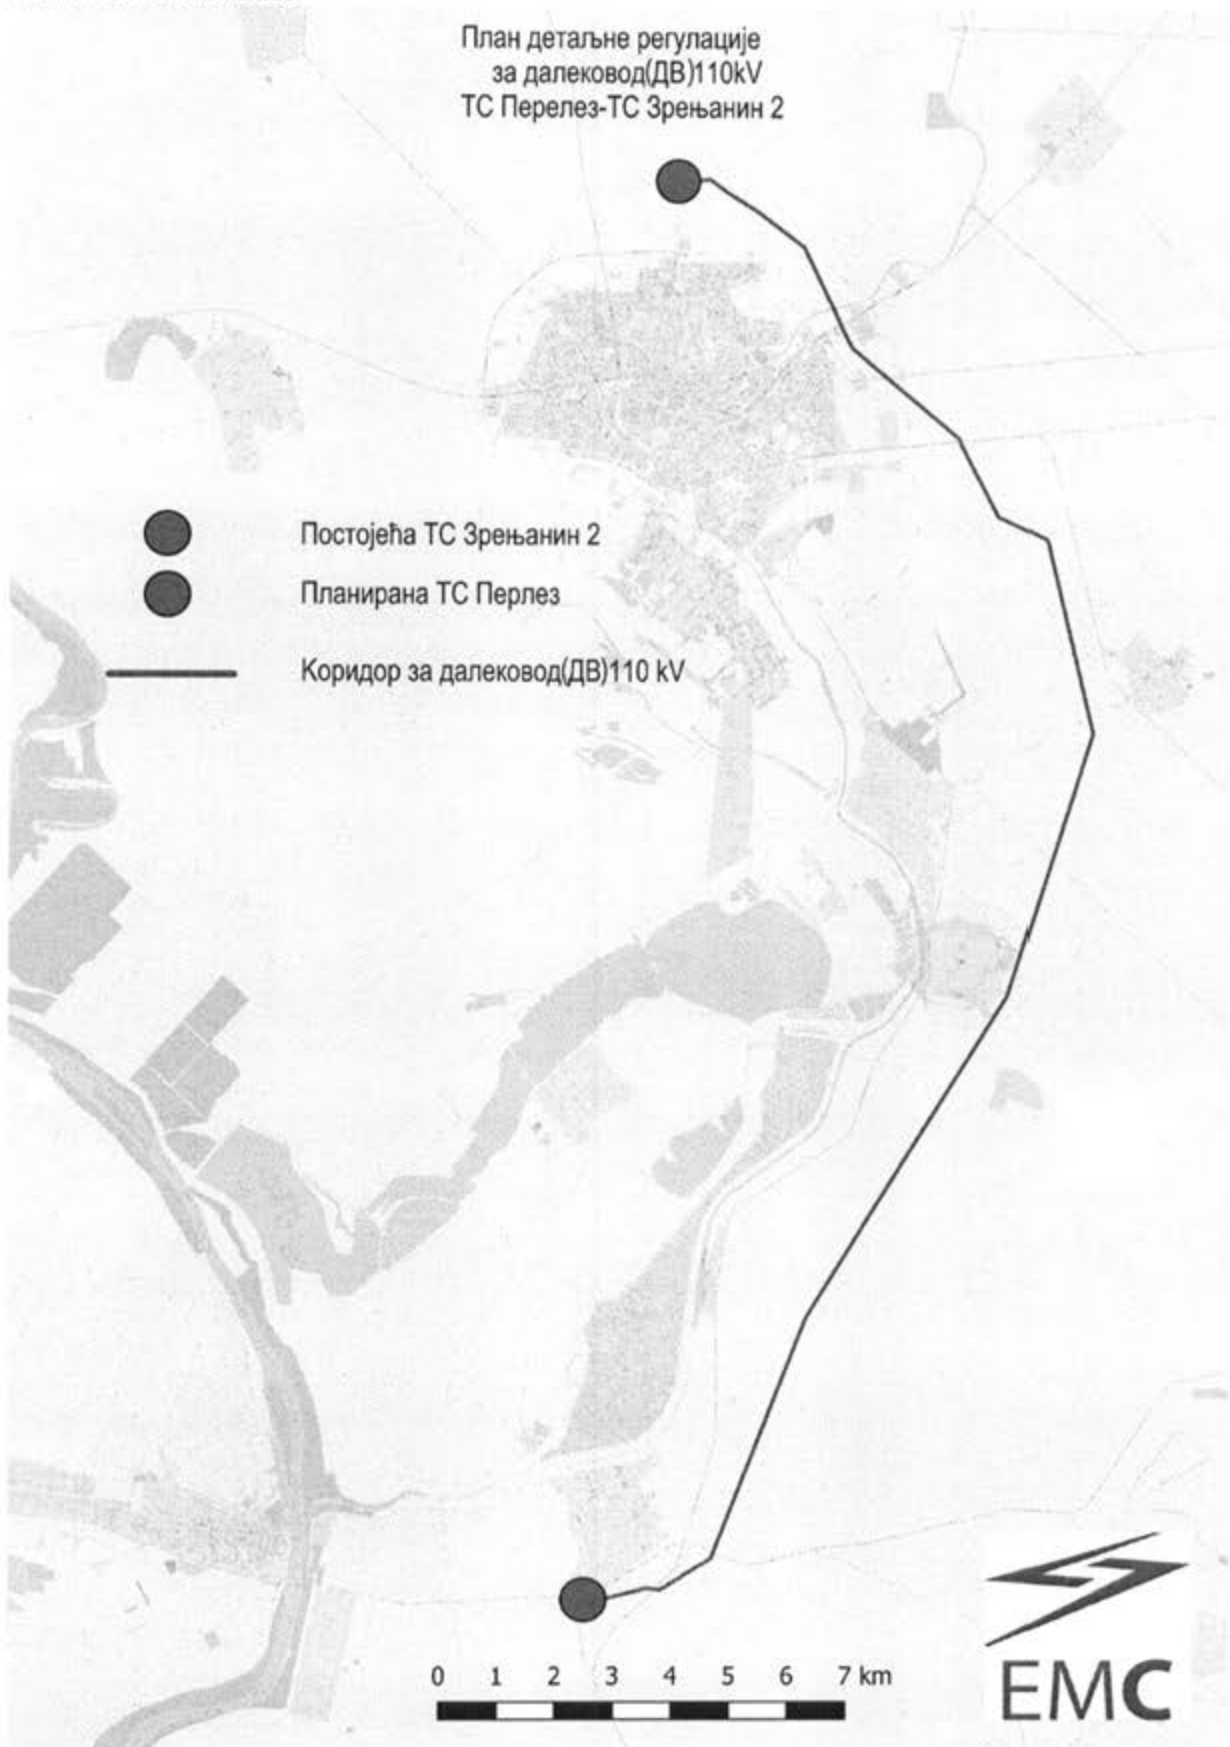 План детаљне регулације
за далековод(ДВ)110kV
ТС Перелез-ТС Зрењанин 2
Постојећа ТС Зрењанин 2
Планирана ТС Перлез
Коридор за далековод(ДВ)110 kV
0 1 2 3 4 5 6 7 km
ЕМС